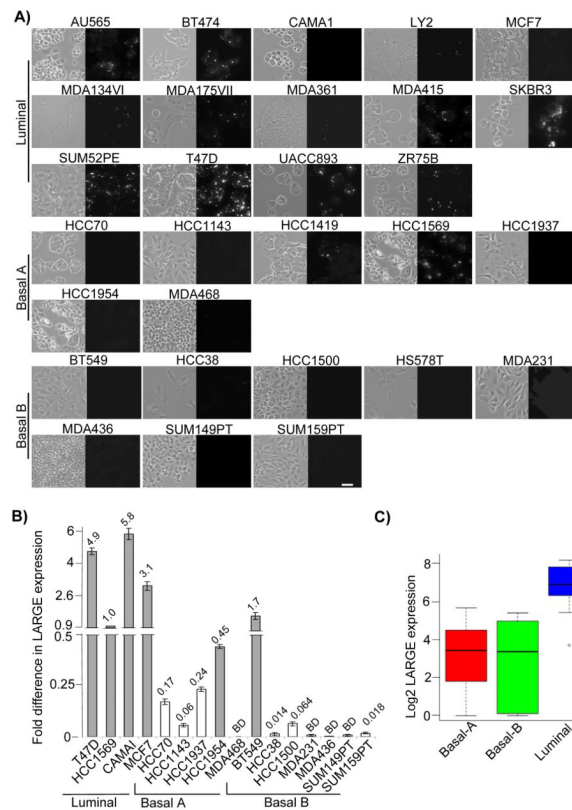 A)
AU565 BT474 CAMA1 LY2 MCF7
MDA134VI MDA175VII MDA361 MDA415 SKBR3
Luminal
SUM52PE T47D UACC893 ZR75B
HCC70 HCC1143 HCC1419 HCC1569 HCC1937
Basal A
HCC1954 MDA468
BT549 HCC38 HCC1500 HS578T MDA231
Basal B
MDA436 SUM149PT SUM159PT
B)
Fold difference in LARGE expression
6
4
2.6
0.9
0.5
0.25
0
4.9 1.0 5.8 3.1 0.17 0.06 0.24 0.45 BD 1.7 0.014 0.064 BD BD BD 0.018
T47D HCC1569 CAMAI MCF7 HCC70 HCC1143 HCC1937 HCC1954 MDA468 BT549 HCC38 HCC1500 MDA231 MDA436 SUM149PT SUM159PT
Luminal Basal A Basal B
C)
Log2 LARGE expression
8
6
4
2
0
Basal-A Basal-B Luminal